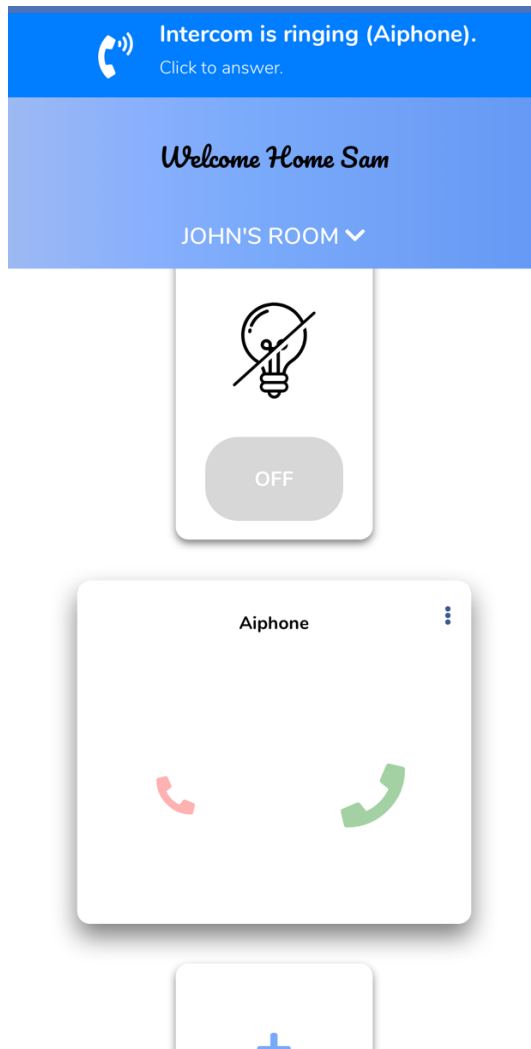 Intercom is ringing (Aiphone).
Click to answer.
Welcome Home Sam
JOHN'S ROOM
OFF
Aiphone